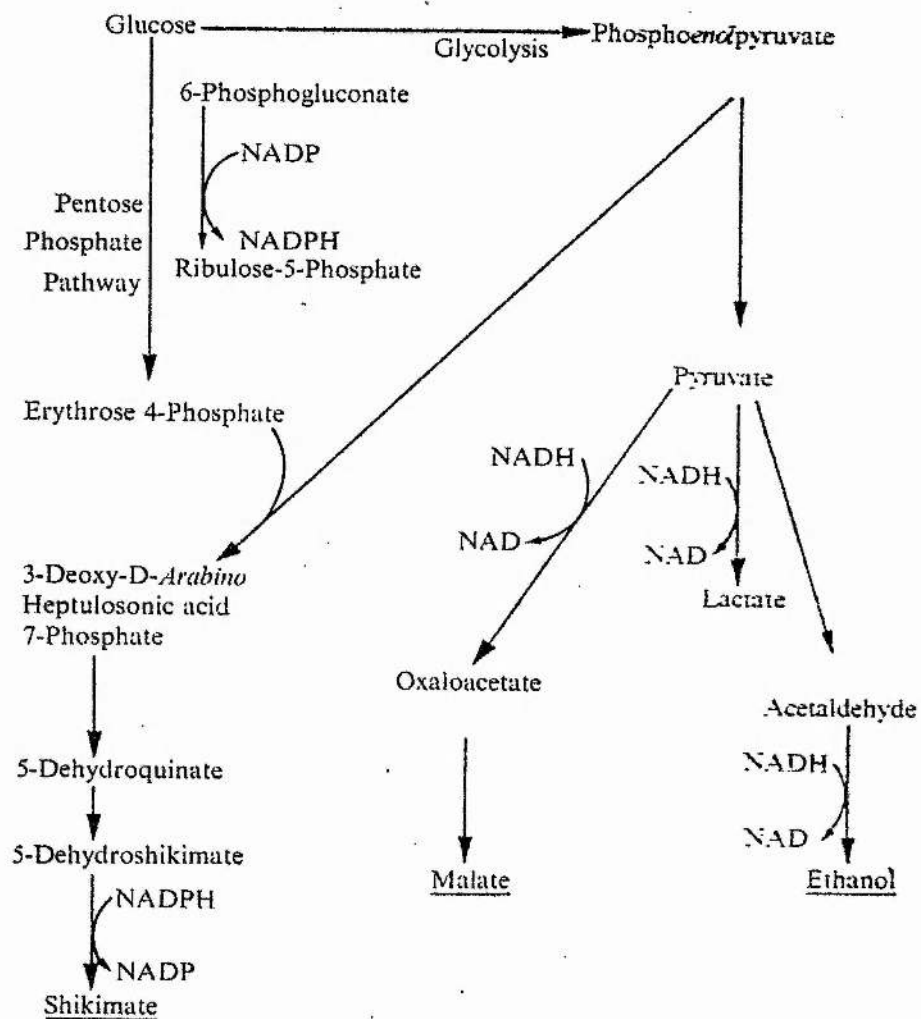 Glucose
Glycolysis
Phosphoenolpyruvate
6-Phosphogluconate
NADP
NADPH
Ribulose-5-Phosphate
Pentose
Phosphate
Pathway
Erythrose 4-Phosphate
Pyruvate
NADH
NAD
NADH
NAD
Lactate
3-Deoxy-D-Arabino
Heptulosonic acid
7-Phosphate
Oxaloacetate
Acetaldehyde
NADH
NAD
5-Dehydroquinate
5-Dehydroshikimate
Malate
Ethanol
NADPH
NADP
Shikimate